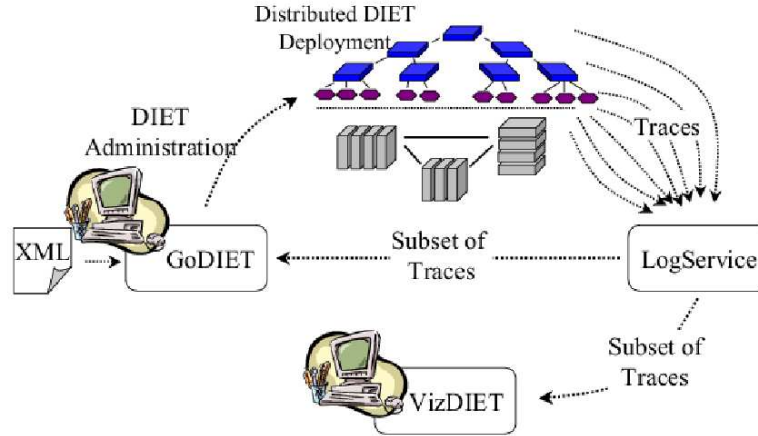 Distributed DIET
Deployment
DIET
Administration
Traces
XML
GoDIET
Subset of
Traces
LogService
Subset of
Traces
VizDIET